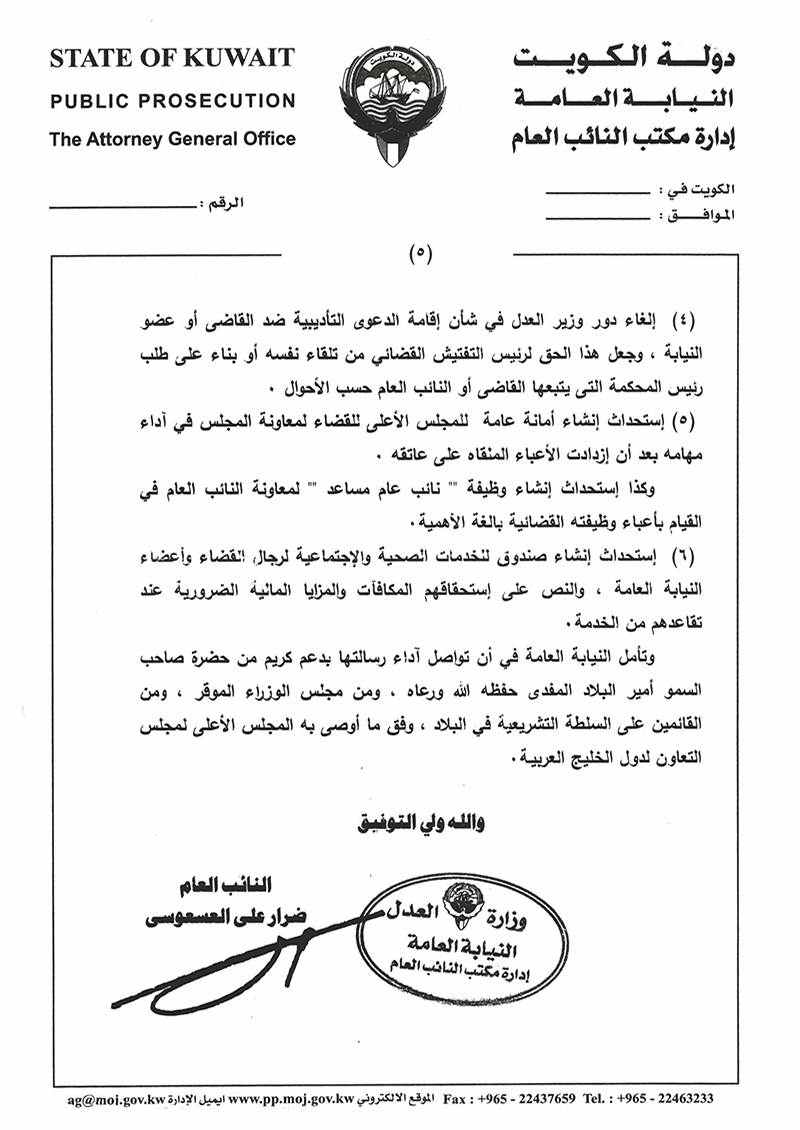 STATE OF KUWAIT
PUBLIC PROSECUTION
The Attorney General Office
دولة الكويت
دولـــة الكـويـــت
النـيـابــة العـامــة
إدارة مكتب النائب العام
الكويت في : ــــــــــــ
الموافـــق : ــــــــــــ
الرقم : ــــــــــــ
(٥)
(٤) إلغاء دور وزير العدل في شأن إقامة الدعوى التأديبية ضد القاضى أو عضو
النيابة ، وجعل هذا الحق لرئيس التفتيش القضائي من تلقاء نفسه أو بناء على طلب
رئيس المحكمة التى يتبعها القاضى أو النائب العام حسب الأحوال .
(٥) إستحداث إنشاء أمانة عامة للمجلس الأعلى للقضاء لمعاونة المجلس في آداء
مهامه بعد أن إزدادت الأعباء الملقاه على عاتقه .
وكذا إستحداث إنشاء وظيفة "" نائب عام مساعد "" لمعاونة النائب العام في
القيام بأعباء وظيفته القضائية بالغة الأهمية.
(٦) إستحداث إنشاء صندوق للخدمات الصحية والإجتماعية لرجال القضاء وأعضاء
النيابة العامة ، والنص على إستحقاقهم المكافآت والمزايا المالية الضرورية عند
تقاعدهم من الخدمة.
وتأمل النيابة العامة في أن تواصل آداء رسالتها بدعم كريم من حضرة صاحب
السمو أمير البلاد المفدى حفظه الله ورعاه ، ومن مجلس الوزراء الموقر ، ومن
القائمين على السلطة التشريعية في البلاد ، وفق ما أوصى به المجلس الأعلى لمجلس
التعاون لدول الخليج العربية.
والله ولي التوفيق
النائب العام
ضرار على العسعوسى
وزارة العدل
النيابة العامة
إدارة مكتب النائب العام
ag@moj.gov.kw ايميل الإدارة www.pp.moj.gov.kw الموقع الالكتروني Fax : +965 - 22437659 Tel. : +965 - 22463233